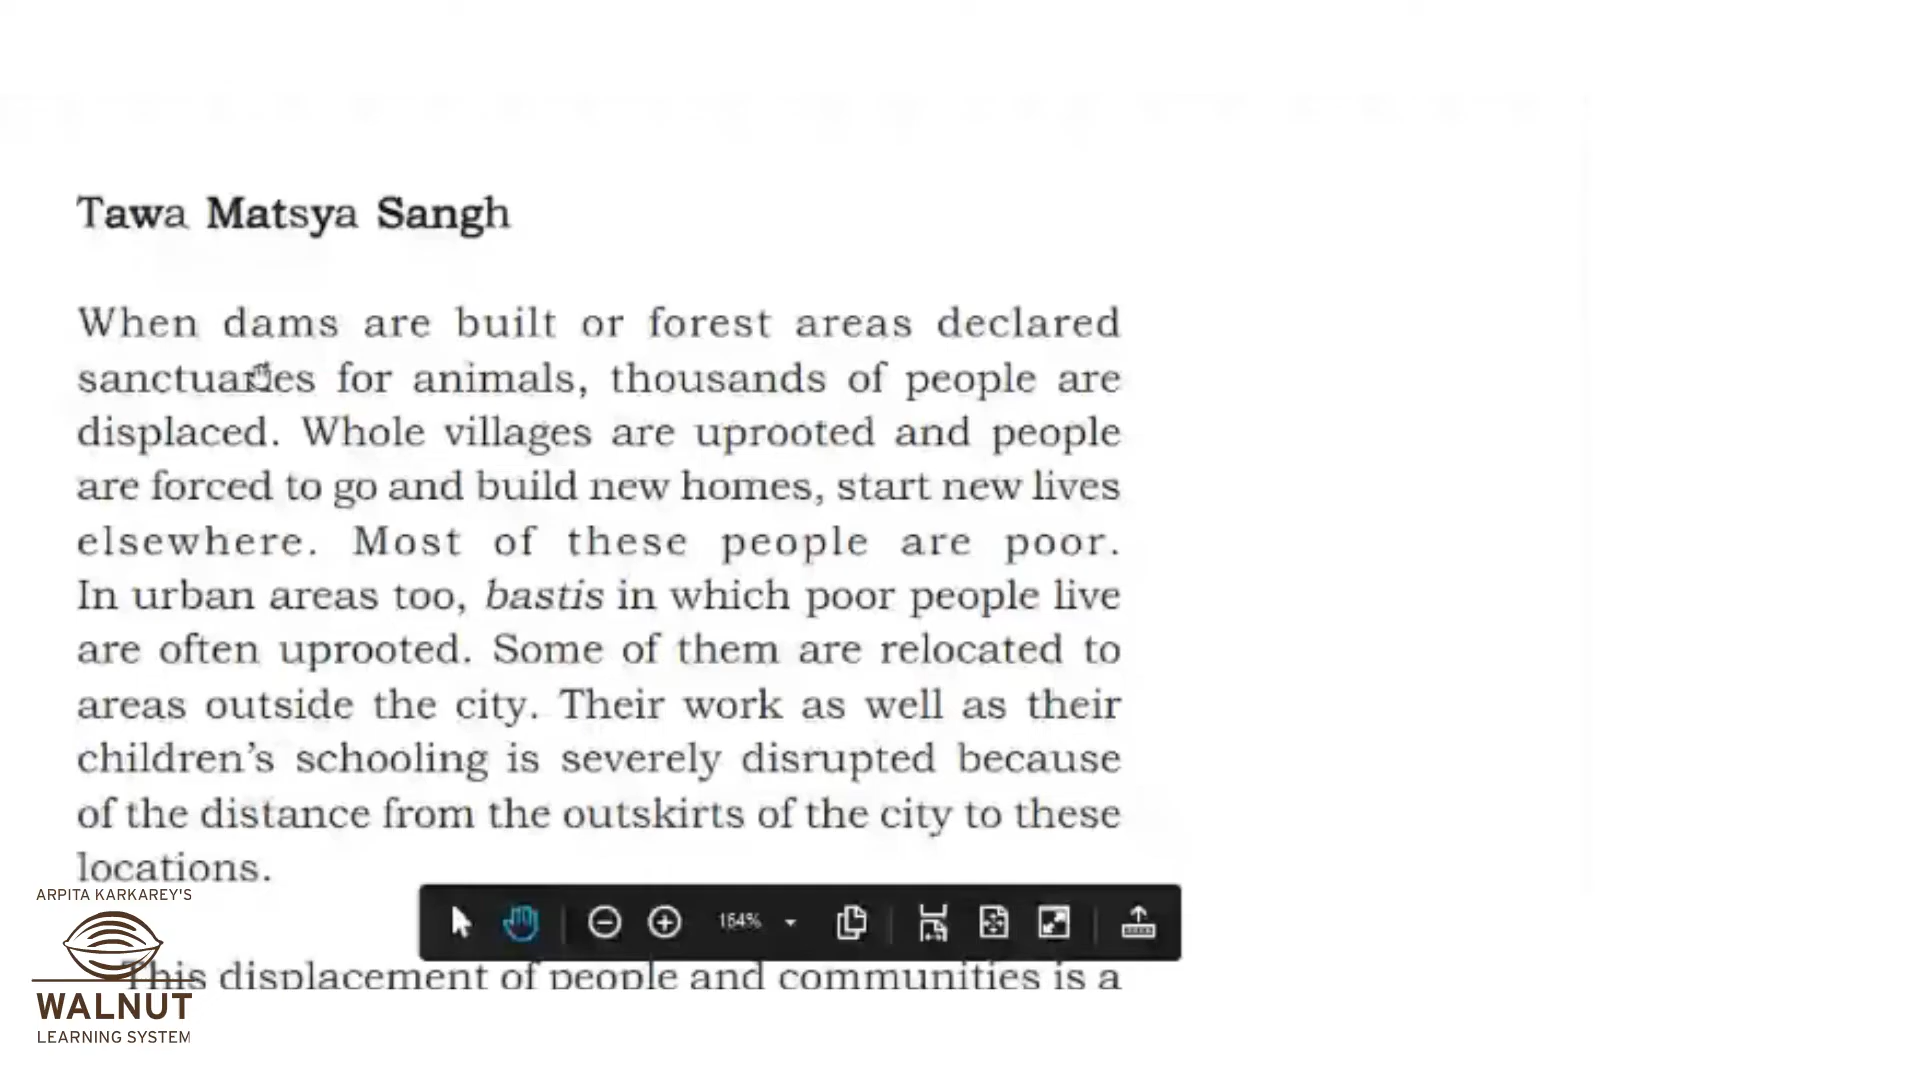 Tawa Matsya Sangh
When dams are built or forest areas declared
sanctuaries for animals, thousands of people are
displaced. Whole villages are uprooted and people
are forced to go and build new homes, start new lives
elsewhere. Most of these people are poor.
In urban areas too, bastis in which poor people live
are often uprooted. Some of them are relocated to
areas outside the city. Their work as well as their
children’s schooling is severely disrupted because
of the distance from the outskirts of the city to these
locations.
164%
This displacement of people and communities is a
ARPITA KARKAREY'S
WALNUT
LEARNING SYSTEM